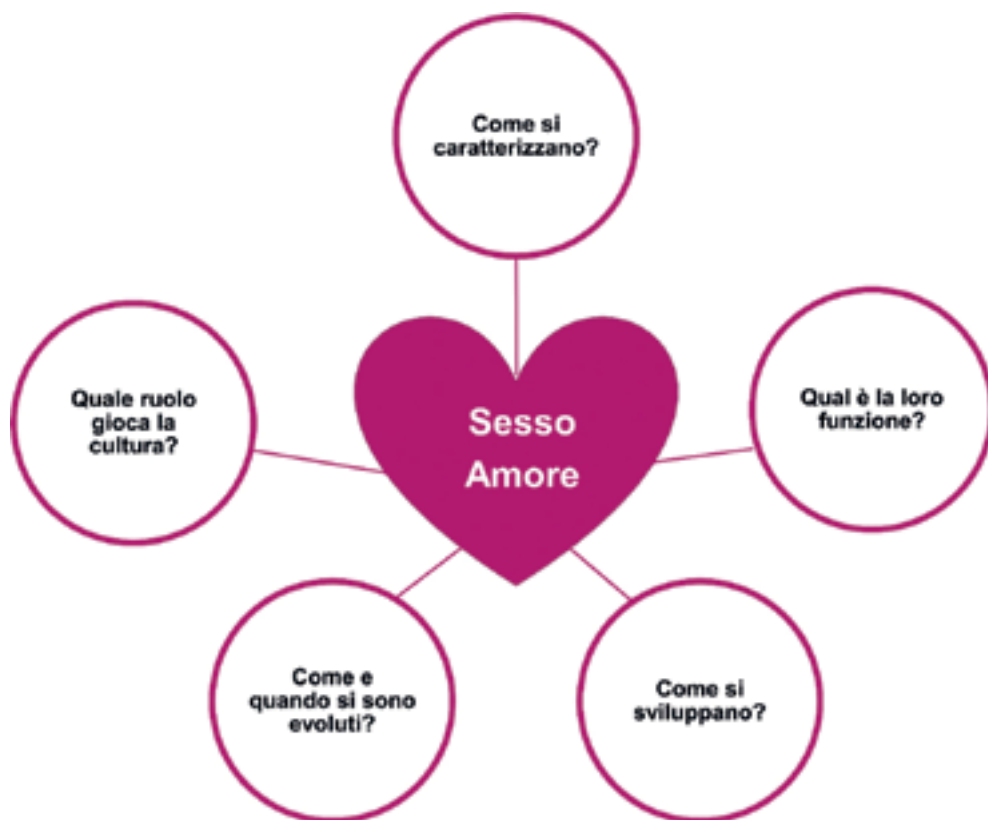 Come si
caratterizzano?
Quale ruolo
gioca la
cultura?
Sesso
Amore
Qual è la loro
funzione?
Come e
quando si sono
evoluti?
Come si
sviluppano?